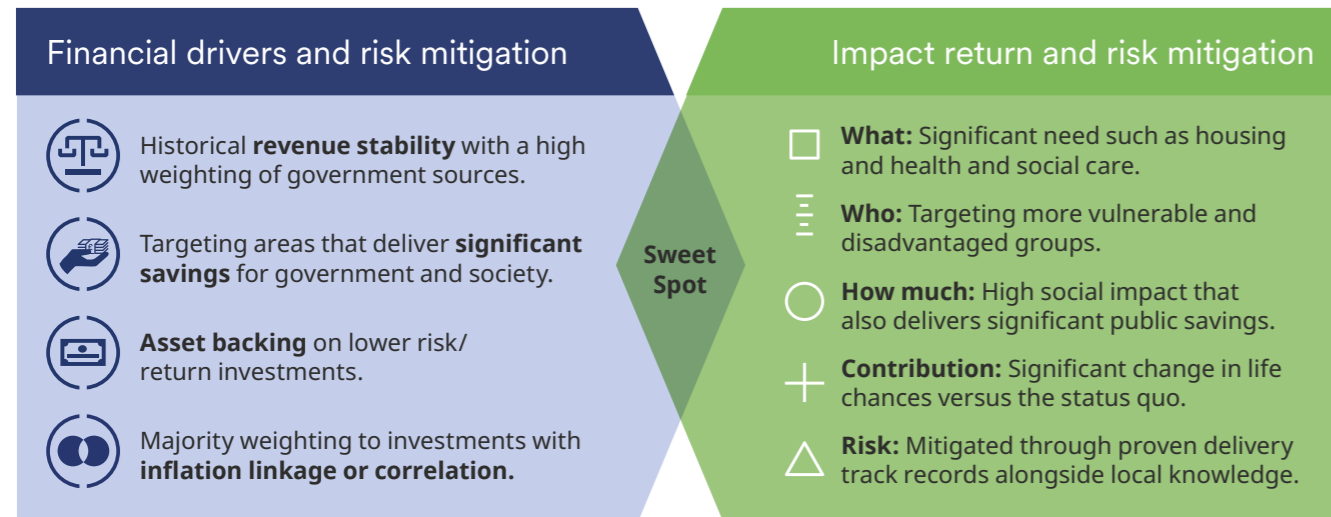 Financial drivers and risk mitigation
Historical revenue stability with a high
weighting of government sources.
Targeting areas that deliver significant
savings for government and society.
Asset backing on lower risk/
return investments.
Majority weighting to investments with
inflation linkage or correlation.
Sweet
Spot
Impact return and risk mitigation
What: Significant need such as housing
and health and social care.
Who: Targeting more vulnerable and
disadvantaged groups.
How much: High social impact that
also delivers significant public savings.
Contribution: Significant change in life
chances versus the status quo.
Risk: Mitigated through proven delivery
track records alongside local knowledge.